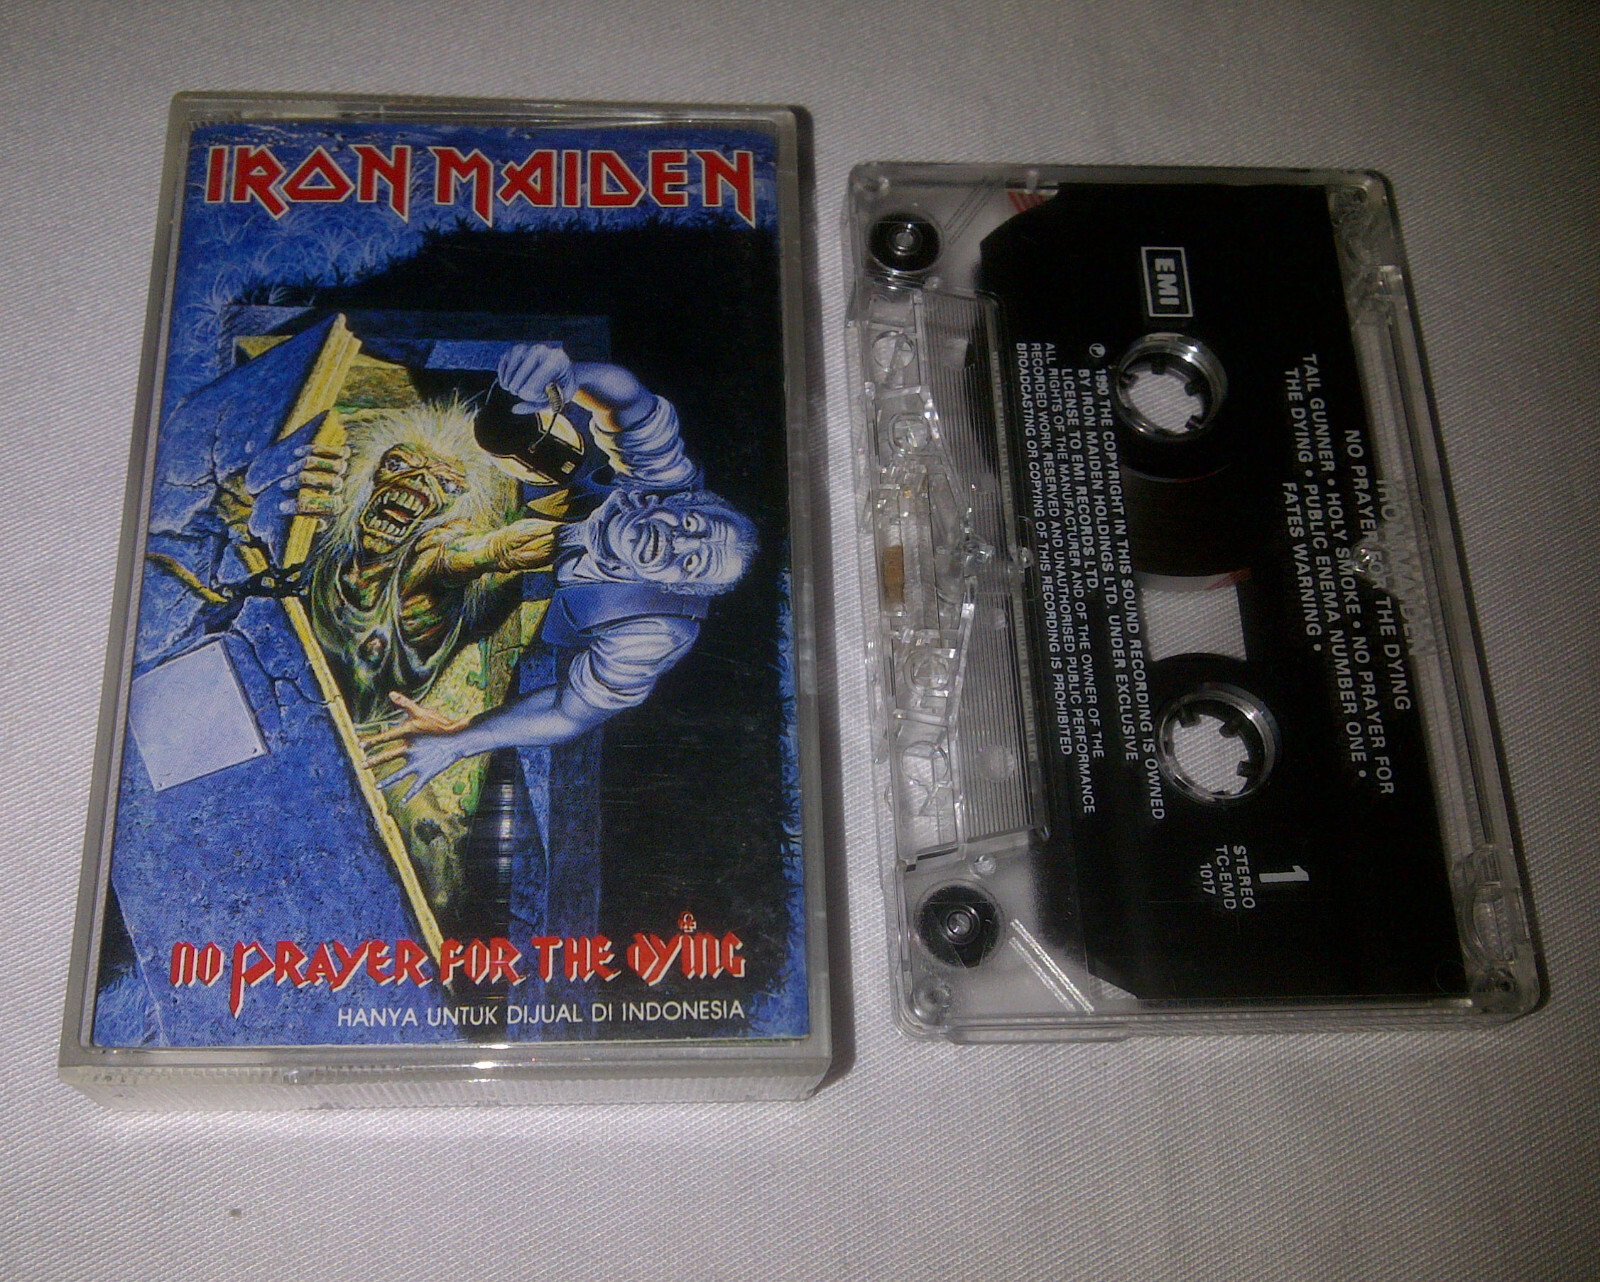 IRON MAIDEN
NO PRAYER FOR THE DYING
HANYA UNTUK DIJUAL DI INDONESIA
IRON MAIDEN
NO PRAYER FOR THE DYING
TAIL GUNNER • HOLY SMOKE • NO PRAYER FOR
THE DYING • PUBLIC ENEMA NUMBER ONE •
FATES WARNING •
EMI
1
STEREO
TC-EMD
1017
℗ 1990 THE COPYRIGHT IN THIS SOUND RECORDING IS OWNED
BY IRON MAIDEN HOLDINGS LTD. UNDER EXCLUSIVE
LICENSE TO EMI RECORDS LTD.
ALL RIGHTS OF THE MANUFACTURER AND OF THE OWNER OF THE
RECORDED WORK RESERVED AND UNAUTHORISED PUBLIC PERFORMANCE
BROADCASTING OR COPYING OF THIS RECORDING IS PROHIBITED